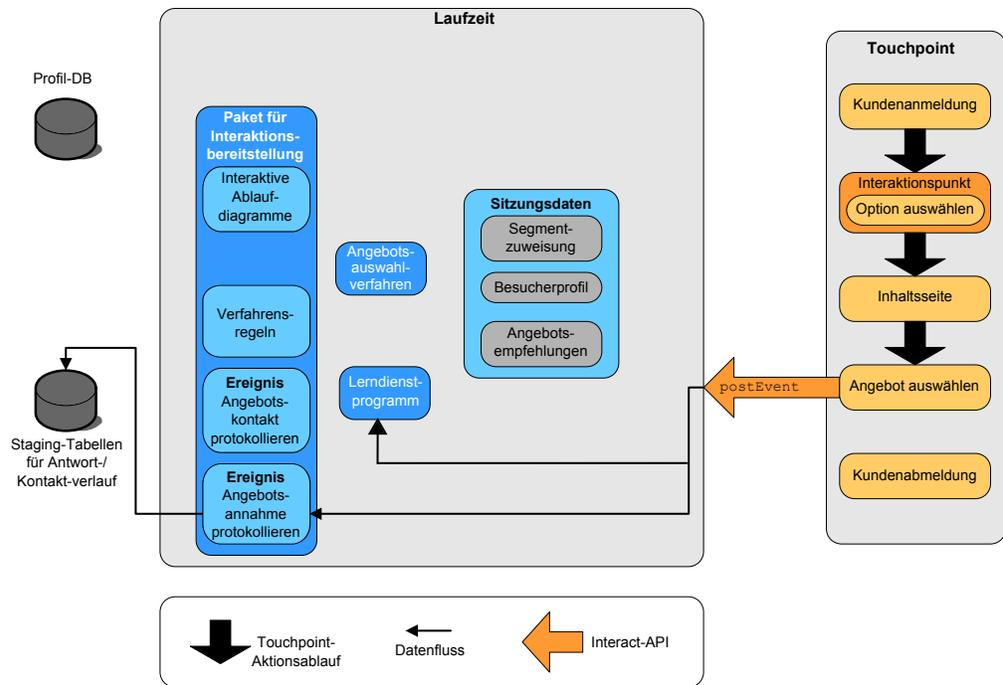 Laufzeit
Touchpoint
Profil-DB
Paket für
Interaktions-
bereitstellung
Interaktive
Ablauf-
diagramme
Verfahrens-
regeln
Ereignis
Angebots-
kontakt
protokollieren
Ereignis
Angebots-
annahme
protokollieren
Angebots-
auswahl-
verfahren
Lerndienst-
programm
Sitzungsdaten
Segment-
zuweisung
Besucherprofil
Angebots-
empfehlungen
Kundenanmeldung
Interaktionspunkt
Option auswählen
Inhaltsseite
postEvent
Angebot auswählen
Kundenabmeldung
Staging-Tabellen
für Antwort-/
Kontakt-verlauf
Touchpoint-
Aktionsablauf
Datenfluss
Interact-API